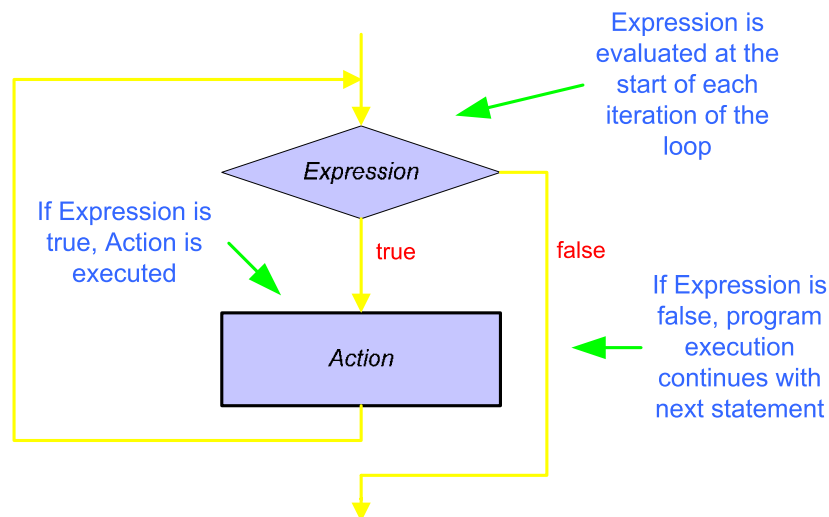 Expression is
evaluated at the
start of each
iteration of the
loop
Expression
If Expression is
true, Action is
executed
true
false
If Expression is
false, program
execution
continues with
next statement
Action